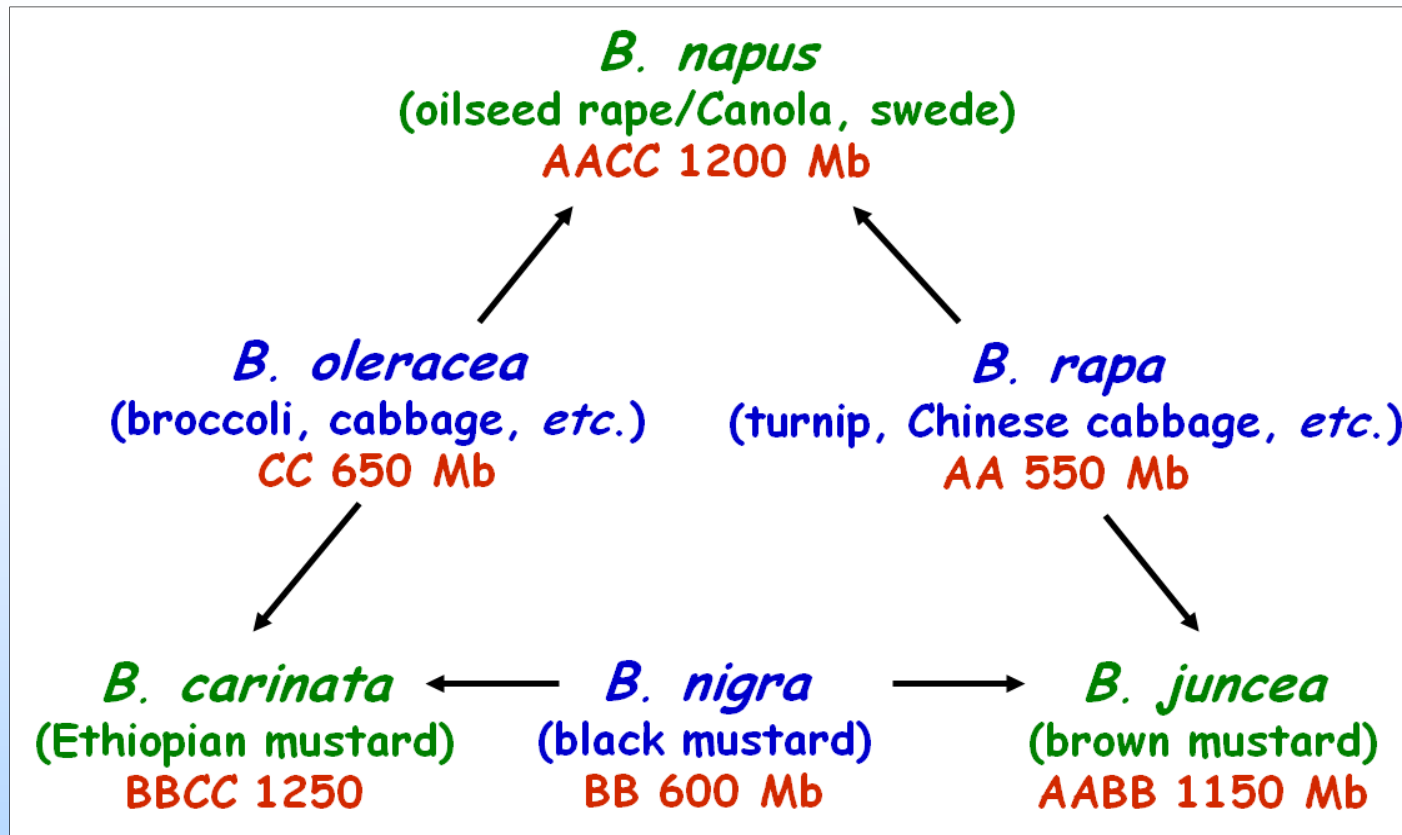 B. napus
(oilseed rape/Canola, swede)
AACC 1200 Mb
B. oleracea
(broccoli, cabbage, etc.)
CC 650 Mb
B. rapa
(turnip, Chinese cabbage, etc.)
AA 550 Mb
B. carinata
(Ethiopian mustard)
BBCC 1250
B. nigra
(black mustard)
BB 600 Mb
B. juncea
(brown mustard)
AABB 1150 Mb